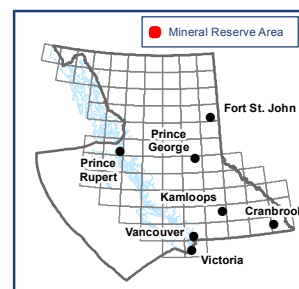 Mineral Reserve Area
Fort St. John
Prince
George
Prince
Rupert
Kamloops
Cranbrook
Vancouver
Victoria